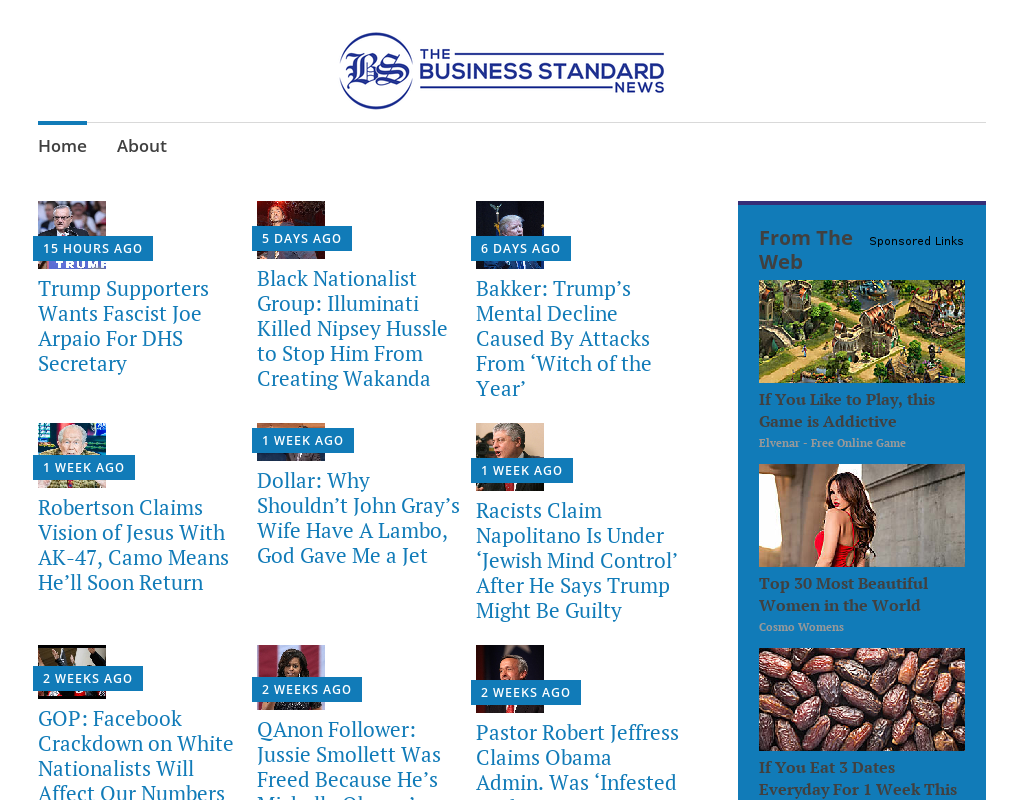 BS THE
BUSINESS STANDARD
NEWS
Home About
15 HOURS AGO
TRUMP
Trump Supporters
Wants Fascist Joe
Arpaio For DHS
Secretary
5 DAYS AGO
Black Nationalist
Group: Illuminati
Killed Nipsey Hussle
to Stop Him From
Creating Wakanda
6 DAYS AGO
Bakker: Trump’s
Mental Decline
Caused By Attacks
From ‘Witch of the
Year’
1 WEEK AGO
Robertson Claims
Vision of Jesus With
AK-47, Camo Means
He’ll Soon Return
1 WEEK AGO
Dollar: Why
Shouldn’t John Gray’s
Wife Have A Lambo,
God Gave Me a Jet
1 WEEK AGO
Racists Claim
Napolitano Is Under
‘Jewish Mind Control’
After He Says Trump
Might Be Guilty
2 WEEKS AGO
GOP: Facebook
Crackdown on White
Nationalists Will
Affect Our Numbers
2 WEEKS AGO
QAnon Follower:
Jussie Smollett Was
Freed Because He’s
Michelle Obama’s
2 WEEKS AGO
Pastor Robert Jeffress
Claims Obama
Admin. Was ‘Infested
From The
Web
Sponsored Links
If You Like to Play, this
Game is Addictive
Elvenar - Free Online Game
Top 30 Most Beautiful
Women in the World
Cosmo Womens
If You Eat 3 Dates
Everyday For 1 Week This